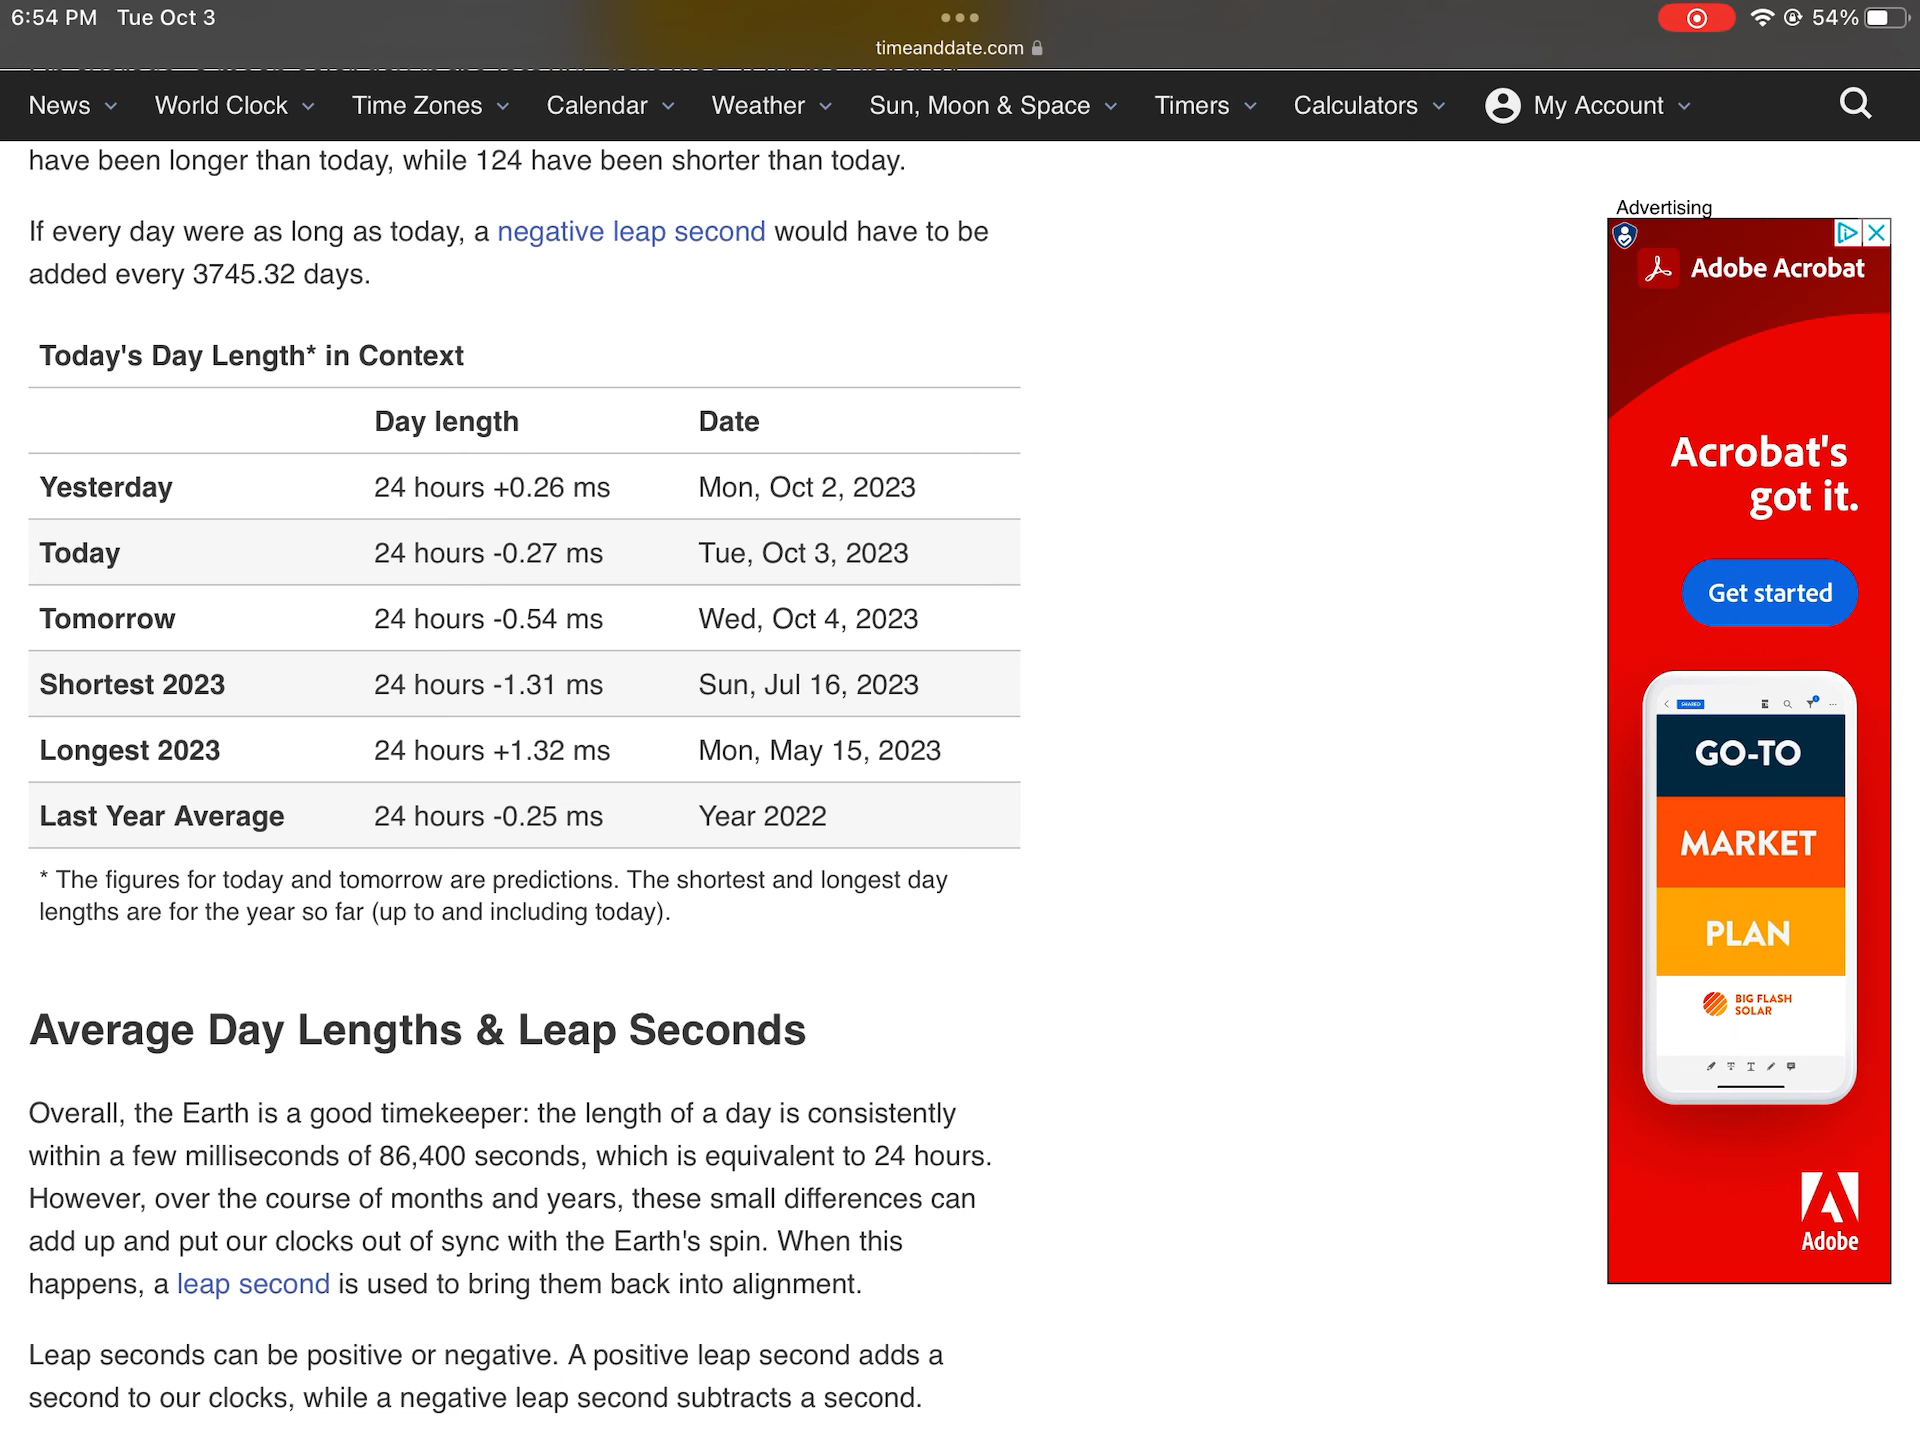 6:54 PM Tue Oct 3
54%
timeanddate.com
News World Clock Time Zones Calendar Weather Sun, Moon & Space Timers Calculators My Account
have been longer than today, while 124 have been shorter than today.
If every day were as long as today, a negative leap second would have to be
added every 3745.32 days.
Today's Day Length* in Context
Day length Date
Yesterday 24 hours +0.26 ms Mon, Oct 2, 2023
Today 24 hours -0.27 ms Tue, Oct 3, 2023
Tomorrow 24 hours -0.54 ms Wed, Oct 4, 2023
Shortest 2023 24 hours -1.31 ms Sun, Jul 16, 2023
Longest 2023 24 hours +1.32 ms Mon, May 15, 2023
Last Year Average 24 hours -0.25 ms Year 2022
* The figures for today and tomorrow are predictions. The shortest and longest day
lengths are for the year so far (up to and including today).
Average Day Lengths & Leap Seconds
Overall, the Earth is a good timekeeper: the length of a day is consistently
within a few milliseconds of 86,400 seconds, which is equivalent to 24 hours.
However, over the course of months and years, these small differences can
add up and put our clocks out of sync with the Earth's spin. When this
happens, a leap second is used to bring them back into alignment.
Leap seconds can be positive or negative. A positive leap second adds a
second to our clocks, while a negative leap second subtracts a second.
Advertising
Adobe Acrobat
Acrobat's
got it.
Get started
SHARED
GO-TO
MARKET
PLAN
BIG FLASH
SOLAR
Adobe